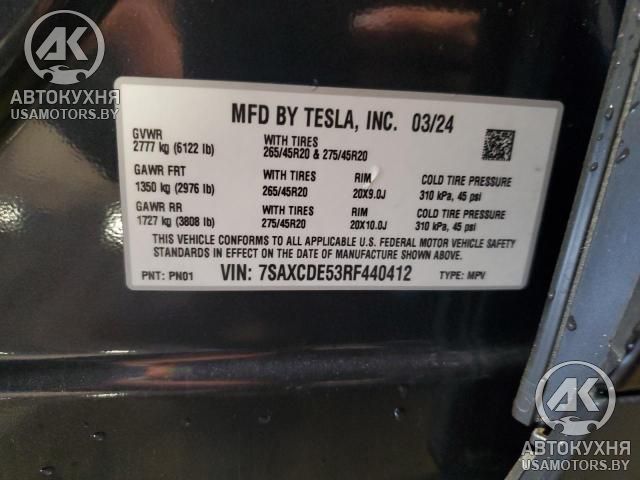 АК
АВТОКУХНЯ
USAMOTORS.BY
MFD BY TESLA, INC. 03/24
GVWR
2777 kg (6122 lb)
WITH TIRES
265/45R20 & 275/45R20
GAWR FRT
1350 kg (2976 lb)
WITH TIRES
265/45R20
RIM
20X9.0J
COLD TIRE PRESSURE
310 kPa, 45 psi
GAWR RR
1727 kg (3808 lb)
WITH TIRES
275/45R20
RIM
20X10.0J
COLD TIRE PRESSURE
310 kPa, 45 psi
THIS VEHICLE CONFORMS TO ALL APPLICABLE U.S. FEDERAL MOTOR VEHICLE SAFETY
STANDARDS IN EFFECT ON THE DATE OF MANUFACTURE SHOWN ABOVE.
PNT: PN01 VIN: 7SAXCDE53RF440412 TYPE: MPV
АК
АВТОКУХНЯ
USAMOTORS.BY